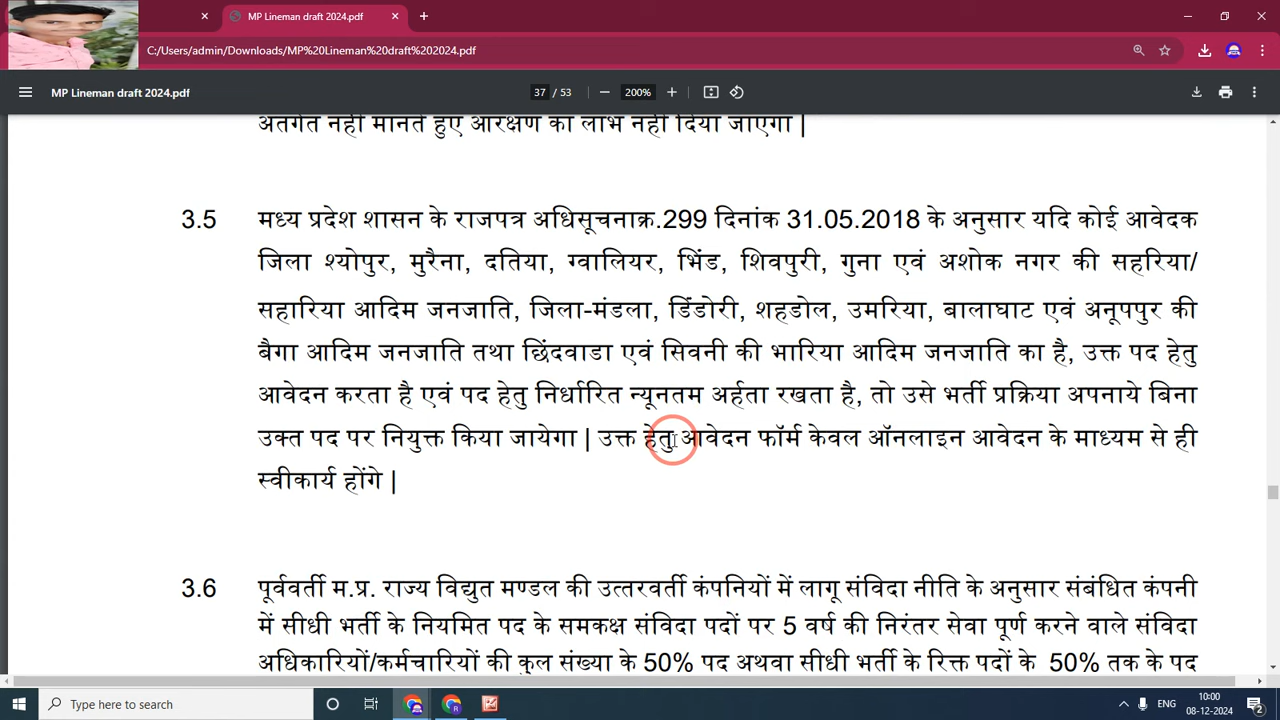 MP Lineman draft 2024.pdf
C:/Users/admin/Downloads/MP%20Lineman%20draft%202024.pdf
MP Lineman draft 2024.pdf 37 / 53 200%
अंतर्गत नहीं मानते हुए आरक्षण का लाभ नहीं दिया जाएगा |
3.5 मध्य प्रदेश शासन के राजपत्र अधिसूचनाक्र.299 दिनांक 31.05.2018 के अनुसार यदि कोई आवेदक
जिला श्योपुर, मुरैना, दतिया, ग्वालियर, भिंड, शिवपुरी, गुना एवं अशोक नगर की सहरिया/
सहारिया आदिम जनजाति, जिला-मंडला, डिंडोरी, शहडोल, उमरिया, बालाघाट एवं अनूपपुर की
बैगा आदिम जनजाति तथा छिंदवाडा एवं सिवनी की भारिया आदिम जनजाति का है, उक्त पद हेतु
आवेदन करता है एवं पद हेतु निर्धारित न्यूनतम अर्हता रखता है, तो उसे भर्ती प्रक्रिया अपनाये बिना
उक्त पद पर नियुक्त किया जायेगा | उक्त हेतु आवेदन फॉर्म केवल ऑनलाइन आवेदन के माध्यम से ही
स्वीकार्य होंगे |
3.6 पूर्ववर्ती म.प्र. राज्य विद्युत मण्डल की उत्तरवर्ती कंपनियों में लागू संविदा नीति के अनुसार संबंधित कंपनी
में सीधी भर्ती के नियमित पद के समकक्ष संविदा पदों पर 5 वर्ष की निरंतर सेवा पूर्ण करने वाले संविदा
अधिकारियों/कर्मचारियों की कुल संख्या के 50% पद अथवा सीधी भर्ती के रिक्त पदों के 50% तक के पद
Type here to search
ENG
10:00
08-12-2024
2